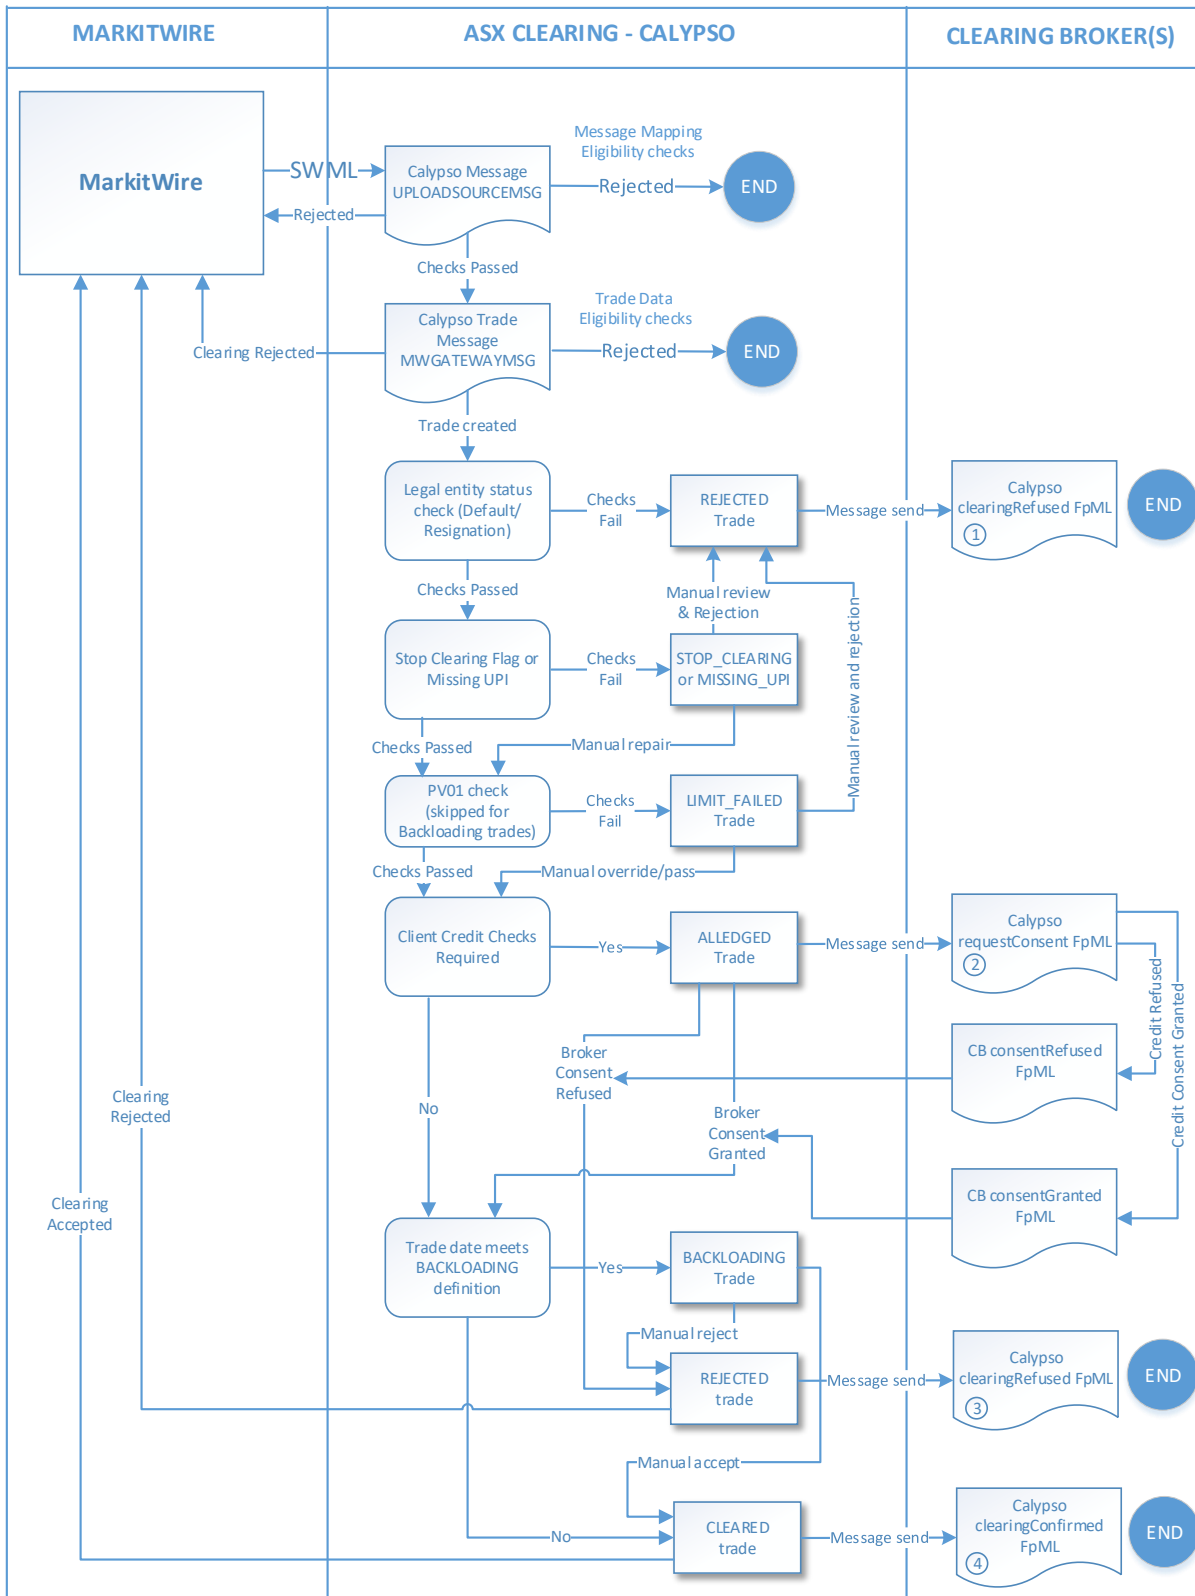 MARKITWIRE
ASX CLEARING - CALYPSO
CLEARING BROKER(S)
MarkitWire
SWML
Rejected
Calypso Message
UPLOADSOURCEMSG
Message Mapping
Eligibility checks
Rejected
END
Checks Passed
Calypso Trade
Message
MWGATEWAYMSG
Clearing Rejected
Trade Data
Eligibility checks
Rejected
END
Trade created
Legal entity status
check (Default/
Resignation)
Checks
Fail
REJECTED
Trade
Message send
Calypso
clearingRefused FpML
1
END
Checks Passed
Manual review
& Rejection
Manual review and rejection
Stop Clearing Flag or
Missing UPI
Checks
Fail
STOP_CLEARING
or MISSING_UPI
Checks Passed
Manual repair
PV01 check
(skipped for
Backloading trades)
Checks
Fail
LIMIT_FAILED
Trade
Checks Passed
Manual override/pass
Client Credit Checks
Required
Yes
ALLEDGED
Trade
Message send
Calypso
requestConsent FpML
2
Credit Refused
Credit Consent Granted
Broker
Consent
Refused
CB consentRefused
FpML
No
Broker
Consent
Granted
CB consentGranted
FpML
Clearing
Rejected
Clearing
Accepted
Trade date meets
BACKLOADING
definition
Yes
BACKLOADING
Trade
Manual reject
REJECTED
trade
Message send
Calypso
clearingRefused FpML
3
END
Manual accept
No
CLEARED
trade
Message send
Calypso
clearingConfirmed
FpML
4
END